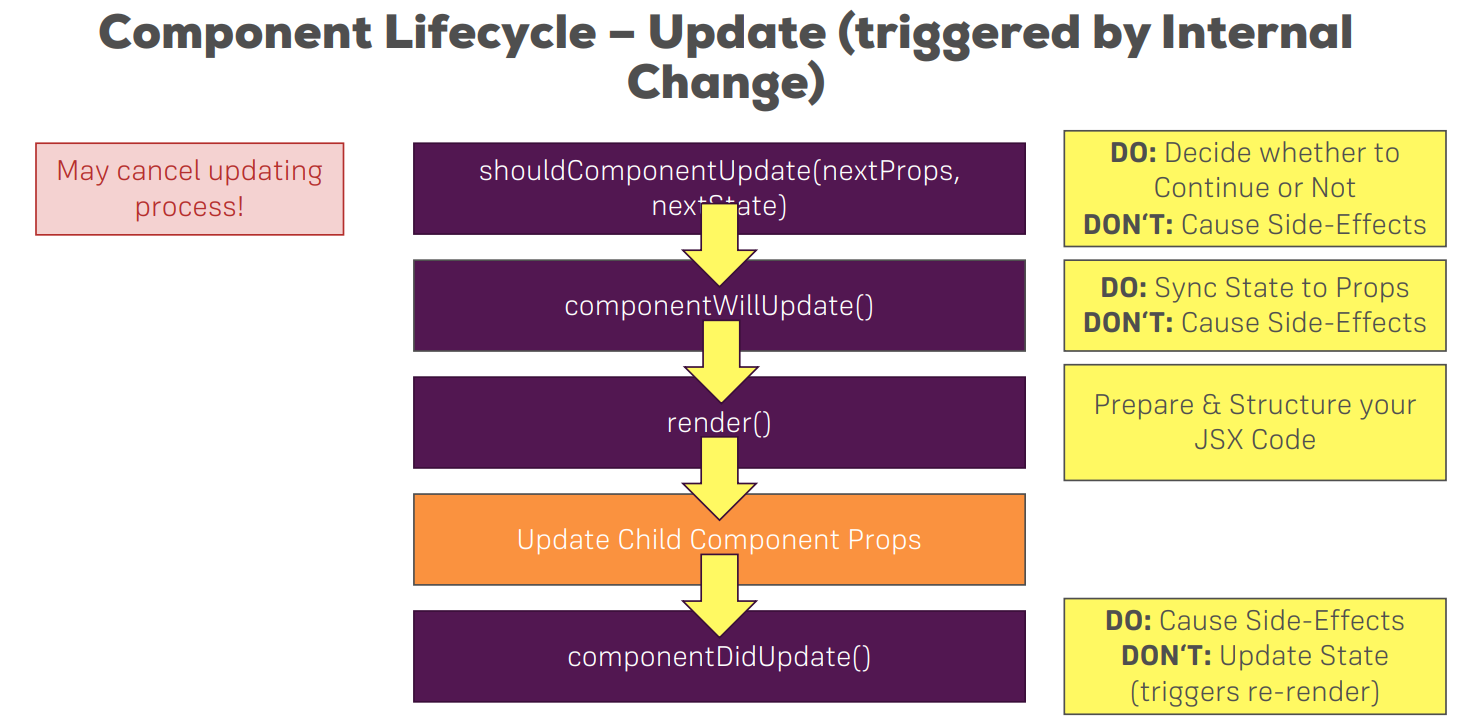 Component Lifecycle – Update (triggered by Internal
Change)
May cancel updating
process!
shouldComponentUpdate(nextProps,
nextState)
DO: Decide whether to
Continue or Not
DON‘T: Cause Side-Effects
componentWillUpdate()
DO: Sync State to Props
DON‘T: Cause Side-Effects
render()
Prepare & Structure your
JSX Code
Update Child Component Props
componentDidUpdate()
DO: Cause Side-Effects
DON‘T: Update State
(triggers re-render)